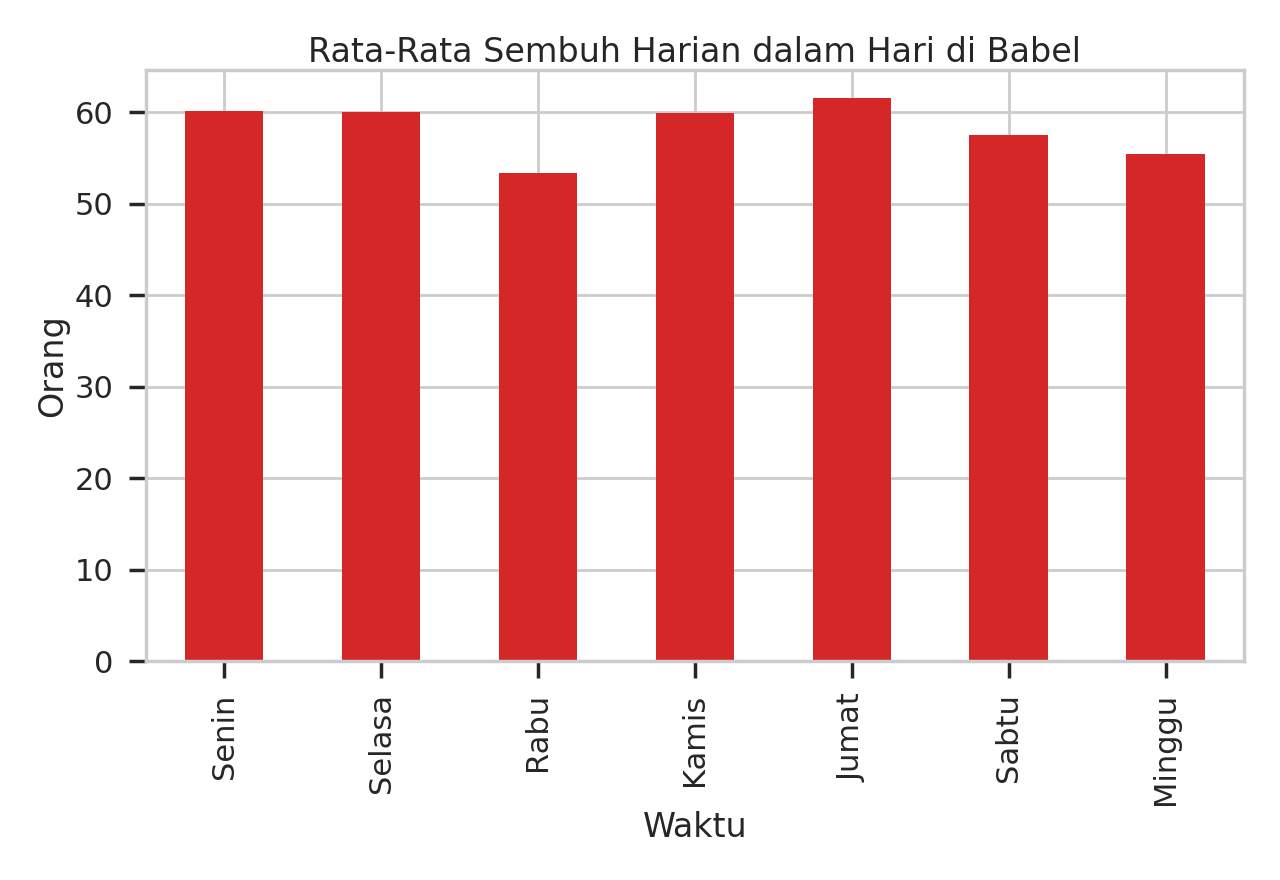 Rata-Rata Sembuh Harian dalam Hari di Babel
Orang
60
50
40
30
20
10
0
Senin
Selasa
Rabu
Kamis
Jumat
Sabtu
Minggu
Waktu